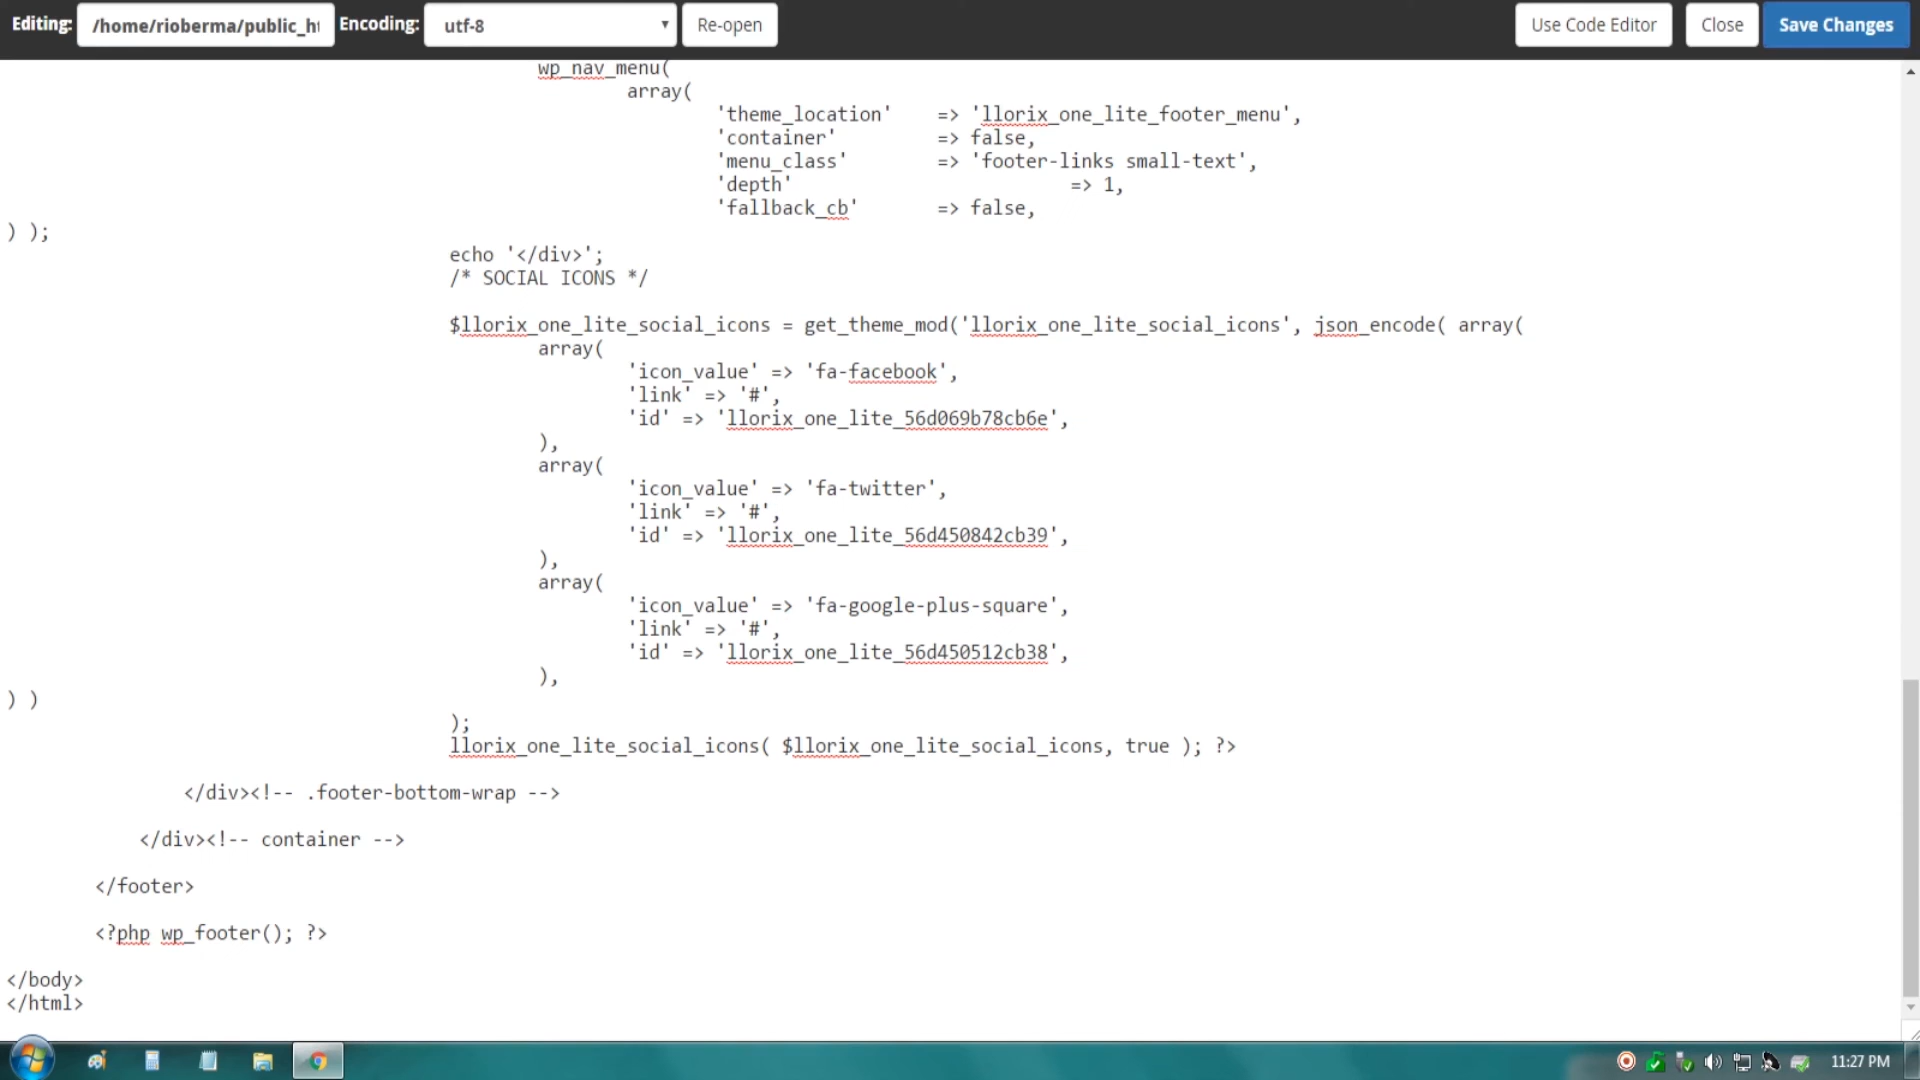 Editing: /home/rioberma/public_ht Encoding: utf-8 Re-open Use Code Editor Close Save Changes
wp_nav_menu(
array(
'theme_location' => 'llorix_one_lite_footer_menu',
'container' => false,
'menu_class' => 'footer-links small-text',
'depth' => 1,
'fallback_cb' => false,
) );
echo '</div>';
/* SOCIAL ICONS */
$llorix_one_lite_social_icons = get_theme_mod('llorix_one_lite_social_icons', json_encode( array(
array(
'icon_value' => 'fa-facebook',
'link' => '#',
'id' => 'llorix_one_lite_56d069b78cb6e',
),
array(
'icon_value' => 'fa-twitter',
'link' => '#',
'id' => 'llorix_one_lite_56d450842cb39',
),
array(
'icon_value' => 'fa-google-plus-square',
'link' => '#',
'id' => 'llorix_one_lite_56d450512cb38',
),
) )
);
llorix_one_lite_social_icons( $llorix_one_lite_social_icons, true ); ?>
</div><!-- .footer-bottom-wrap -->
</div><!-- container -->
</footer>
<?php wp_footer(); ?>
</body>
</html>
11:27 PM